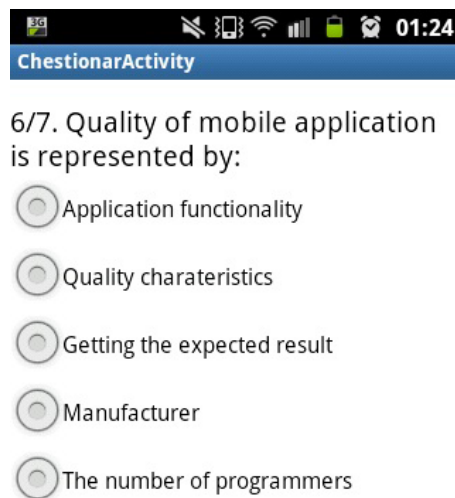 3G 01:24
ChestionarActivity
6/7. Quality of mobile application
is represented by:
Application functionality
Quality charateristics
Getting the expected result
Manufacturer
The number of programmers